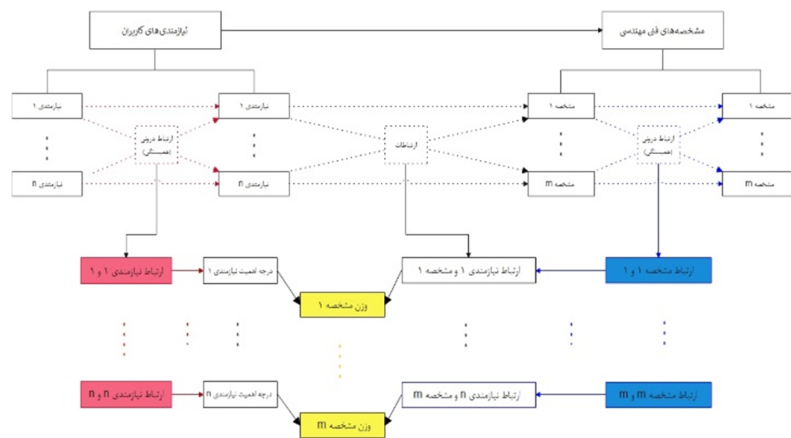 مشخصه‌های فنی مهندسی
نیازمندی‌های کاربران
مشخصه ۱
مشخصه ۱
نیازمندی ۱
نیازمندی ۱
ارتباط درونی
(همبستگی)
ارتباطات
ارتباط درونی
(همبستگی)
مشخصه m
مشخصه m
نیازمندی n
نیازمندی n
ارتباط مشخصه ۱ و ۱
ارتباط نیازمندی ۱ و مشخصه ۱
درجه اهمیت نیازمندی ۱
ارتباط نیازمندی ۱ و ۱
وزن مشخصه ۱
ارتباط مشخصه m و m
ارتباط نیازمندی n و مشخصه m
درجه اهمیت نیازمندی n
ارتباط نیازمندی n و n
وزن مشخصه m